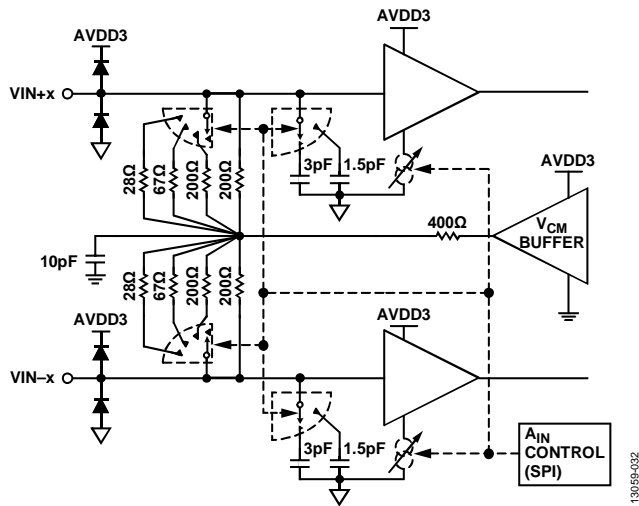 AVDD3
AVDD3
VIN+x
28Ω
67Ω
200Ω
200Ω
3pF
1.5pF
AVDD3
400Ω
VCM
BUFFER
10pF
28Ω
67Ω
200Ω
200Ω
AVDD3
AVDD3
VIN–x
3pF
1.5pF
AIN
CONTROL
(SPI)
13059-032